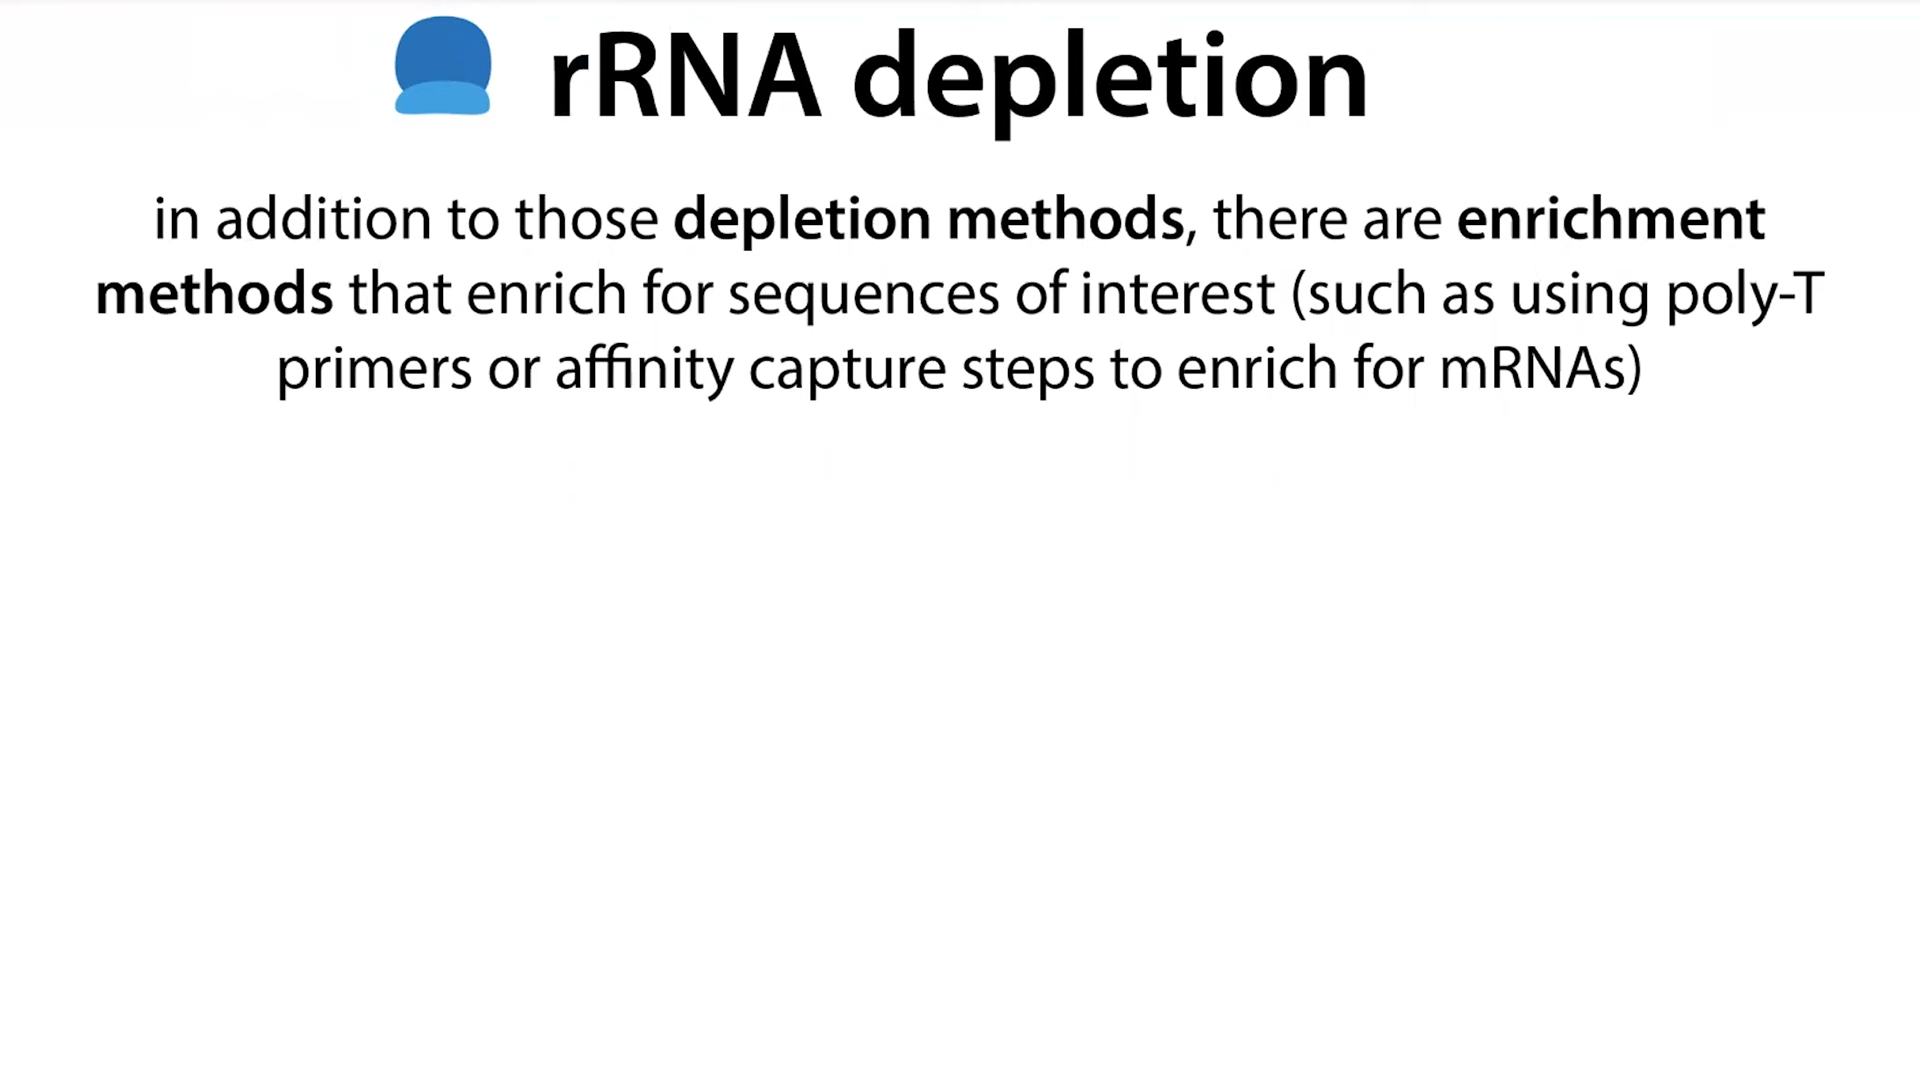 rRNA depletion
in addition to those depletion methods, there are enrichment
methods that enrich for sequences of interest (such as using poly-T
primers or affinity capture steps to enrich for mRNAs)